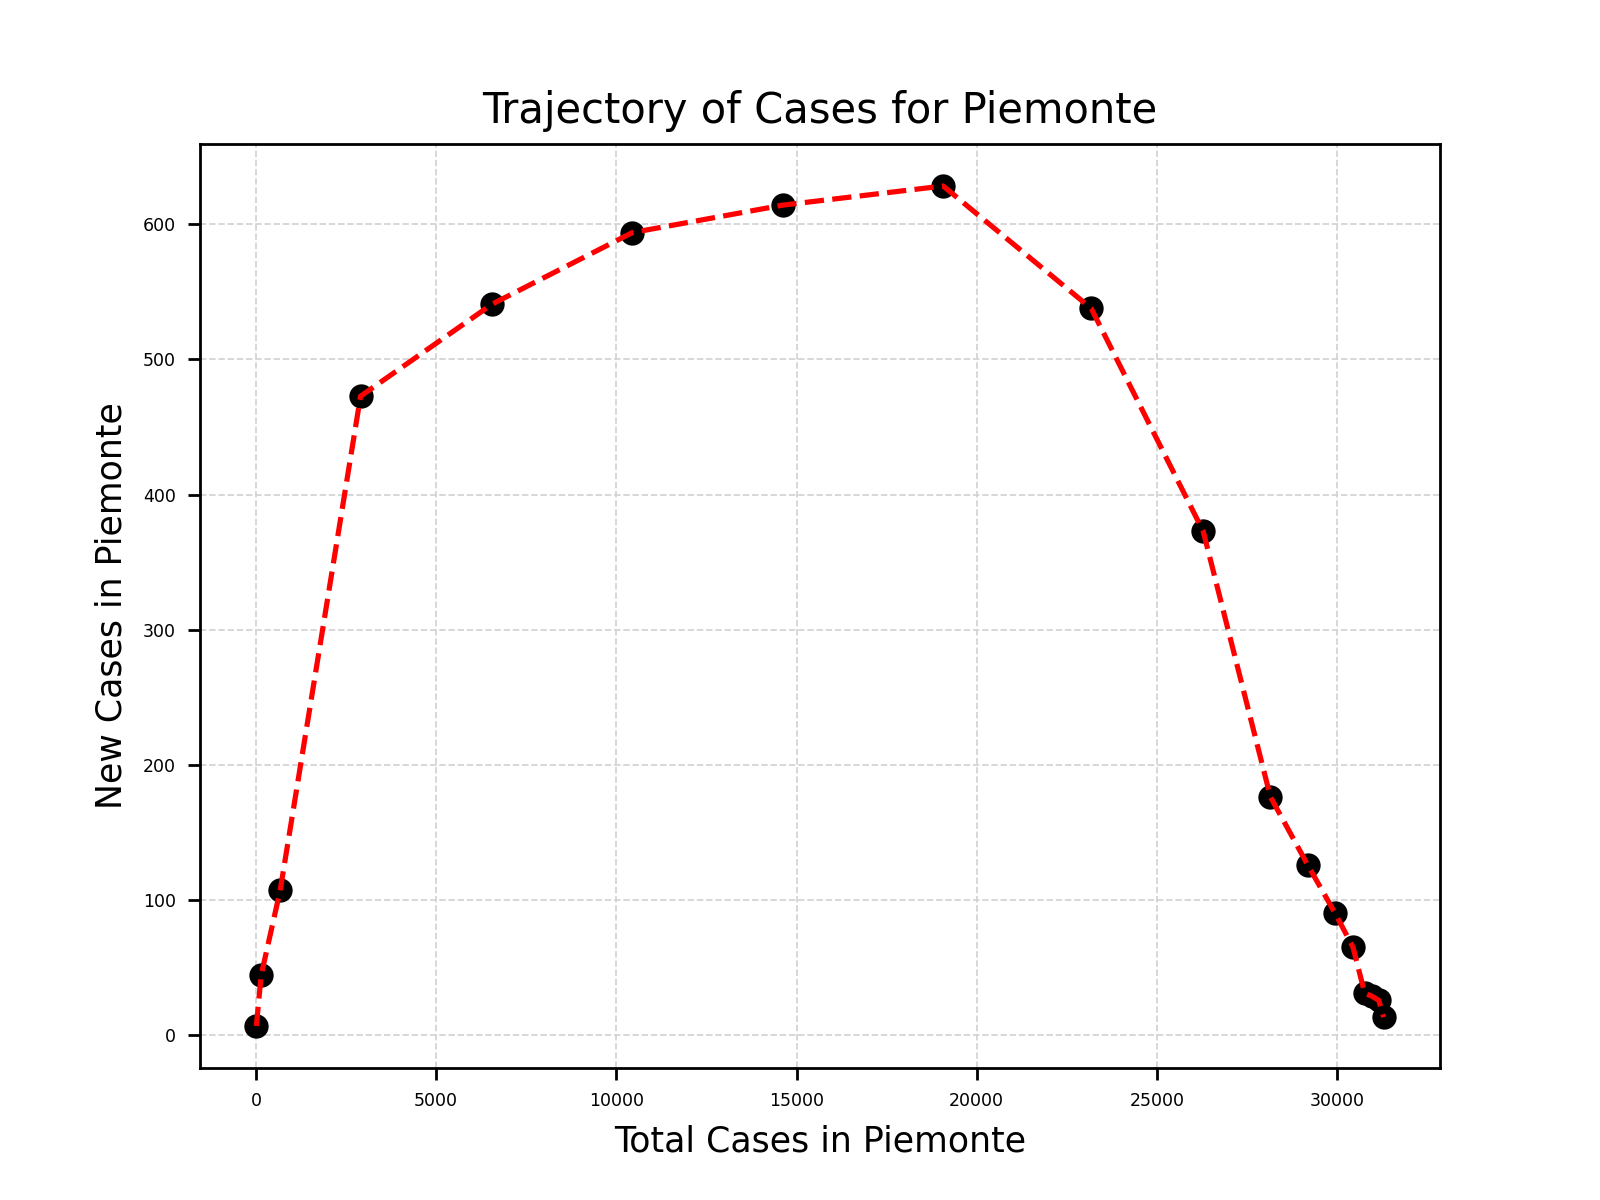 Trajectory of Cases for Piemonte
New Cases in Piemonte
600
500
400
300
200
100
0
0 5000 10000 15000 20000 25000 30000
Total Cases in Piemonte